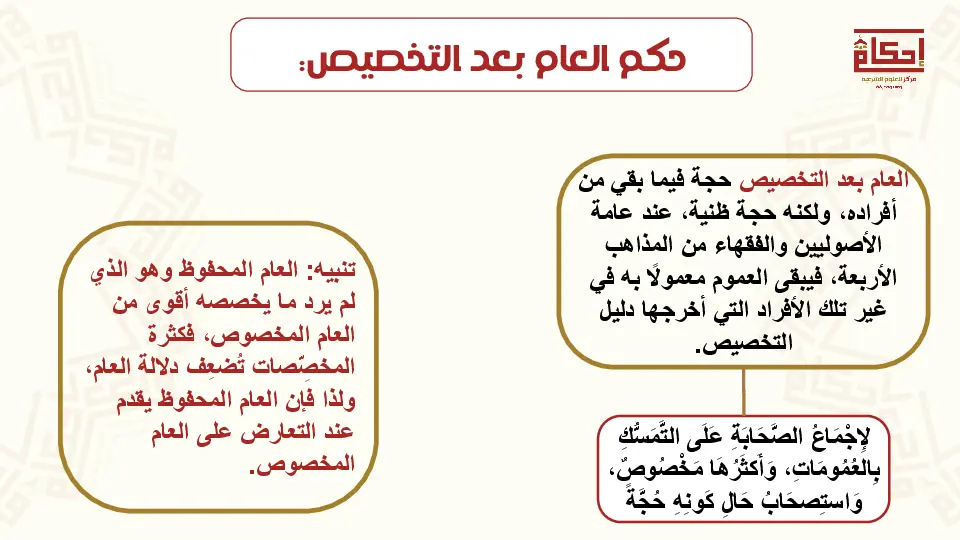 حكم العام بعد التخصيص:
إحكام
مركز للعلوم الشرعية
العام بعد التخصيص حجة فيما بقي من
أفراده، ولكنه حجة ظنية، عند عامة
الأصوليين والفقهاء من المذاهب
الأربعة، فيبقى العموم معمولًا به في
غير تلك الأفراد التي أخرجها دليل
التخصيص.
لِإِجْمَاعُ الصَّحَابَةِ عَلَى التَّمَسُّكِ
بِالعُمُومَاتِ، وَأَكثَرُهَا مَخْصُوصٌ،
وَاستِصحَابُ حَالِ كَونِهِ حُجَّةً
تنبيه: العام المحفوظ وهو الذي
لم يرد ما يخصصه أقوى من
العام المخصوص، فكثرة
المخصِّصات تُضعِف دلالة العام،
ولذا فإن العام المحفوظ يقدم
عند التعارض على العام
المخصوص.